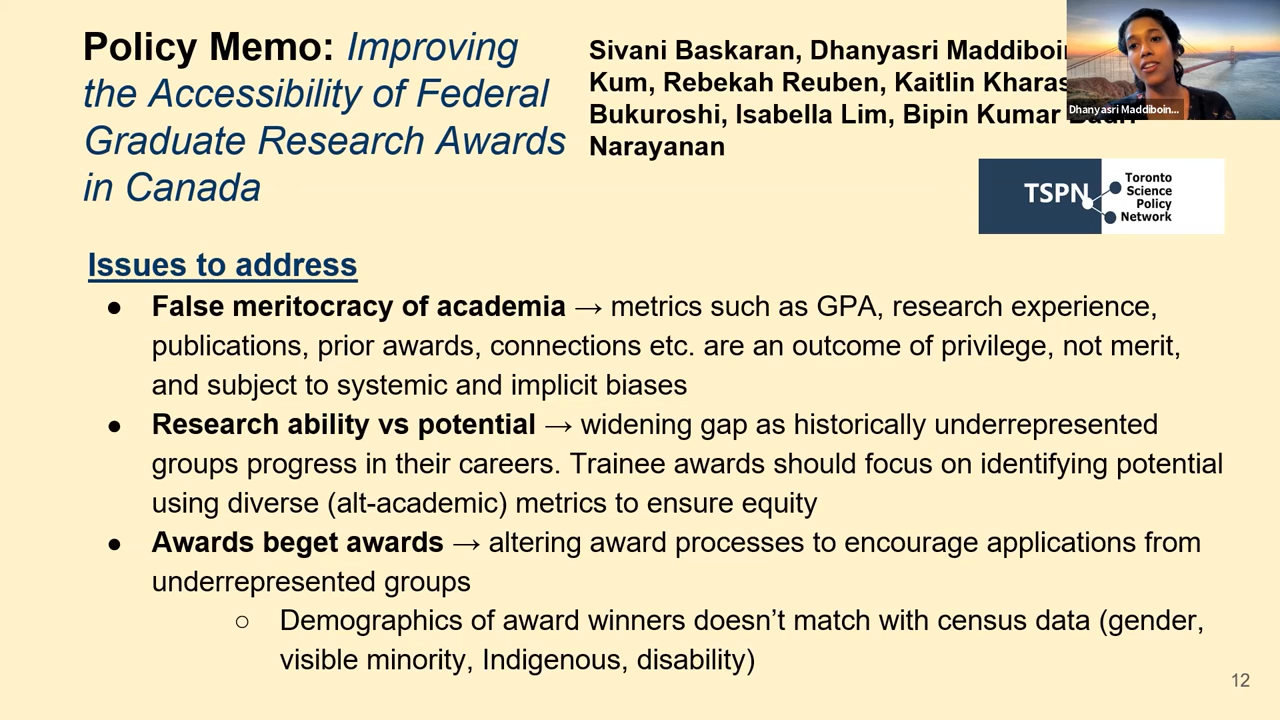 Policy Memo: Improving
the Accessibility of Federal
Graduate Research Awards
in Canada
Sivani Baskaran, Dhanyasri
Kum, Rebekah Reuben, Kaitlin
Bukuroshi, Isabella Lim, Bipin Kumar
Narayanan
Dhanyasri Maddiboin...
TSPN
Toronto
Science
Policy
Network
Issues to address
● False meritocracy of academia → metrics such as GPA, research experience,
publications, prior awards, connections etc. are an outcome of privilege, not merit,
and subject to systemic and implicit biases
● Research ability vs potential → widening gap as historically underrepresented
groups progress in their careers. Trainee awards should focus on identifying potential
using diverse (alt-academic) metrics to ensure equity
● Awards beget awards → altering award processes to encourage applications from
underrepresented groups
○ Demographics of award winners doesn’t match with census data (gender,
visible minority, Indigenous, disability)
12